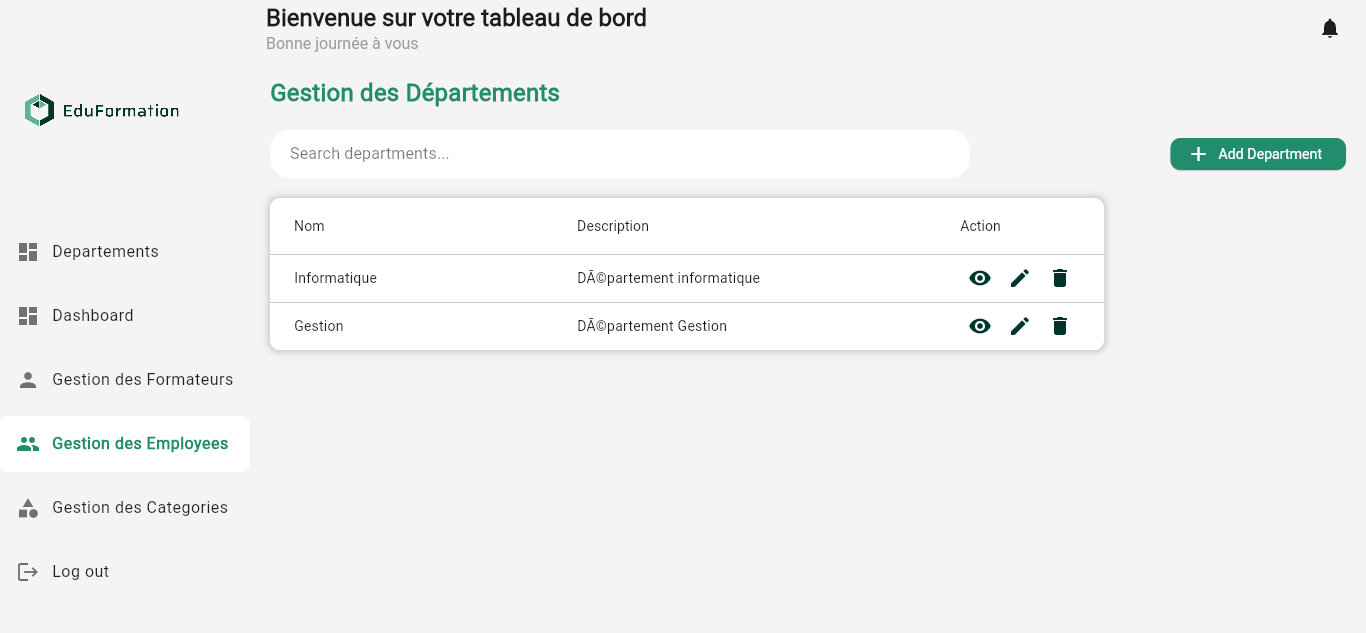 Bienvenue sur votre tableau de bord
Bonne journée à vous
EduFormation
Gestion des Départements
Search departments...
Add Department
Nom Description Action
Informatique DÃ©partement informatique
Gestion DÃ©partement Gestion
Departements
Dashboard
Gestion des Formateurs
Gestion des Employees
Gestion des Categories
Log out